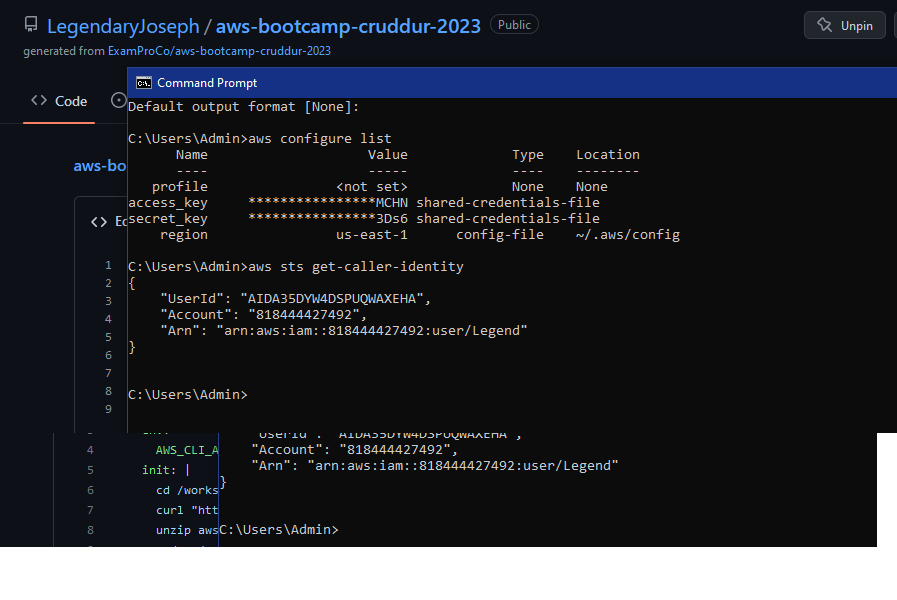 LegendaryJoseph / aws-bootcamp-cruddur-2023 Public
Unpin
generated from ExamProCo/aws-bootcamp-cruddur-2023
Code
Command Prompt
Default output format [None]:
C:\Users\Admin>aws configure list
Name Value Type Location
---- ----- ---- --------
aws-bo
profile <not set> None None
access_key ****************MCHN shared-credentials-file
secret_key ****************3Ds6 shared-credentials-file
region us-east-1 config-file ~/.aws/config
C:\Users\Admin>aws sts get-caller-identity
{
"UserId": "AIDA35DYW4DSPUQWAXEHA",
"Account": "818444427492",
"Arn": "arn:aws:iam::818444427492:user/Legend"
}
C:\Users\Admin>
1
2
3
4
5
6
7
8
9
"UserId": "AIDA35DYW4DSPUQWAXEHA",
4 AWS_CLI_A
"Account": "818444427492",
5 init: |
"Arn": "arn:aws:iam::818444427492:user/Legend"
6 cd /works
}
7 curl "htt
8 unzip aws
C:\Users\Admin>